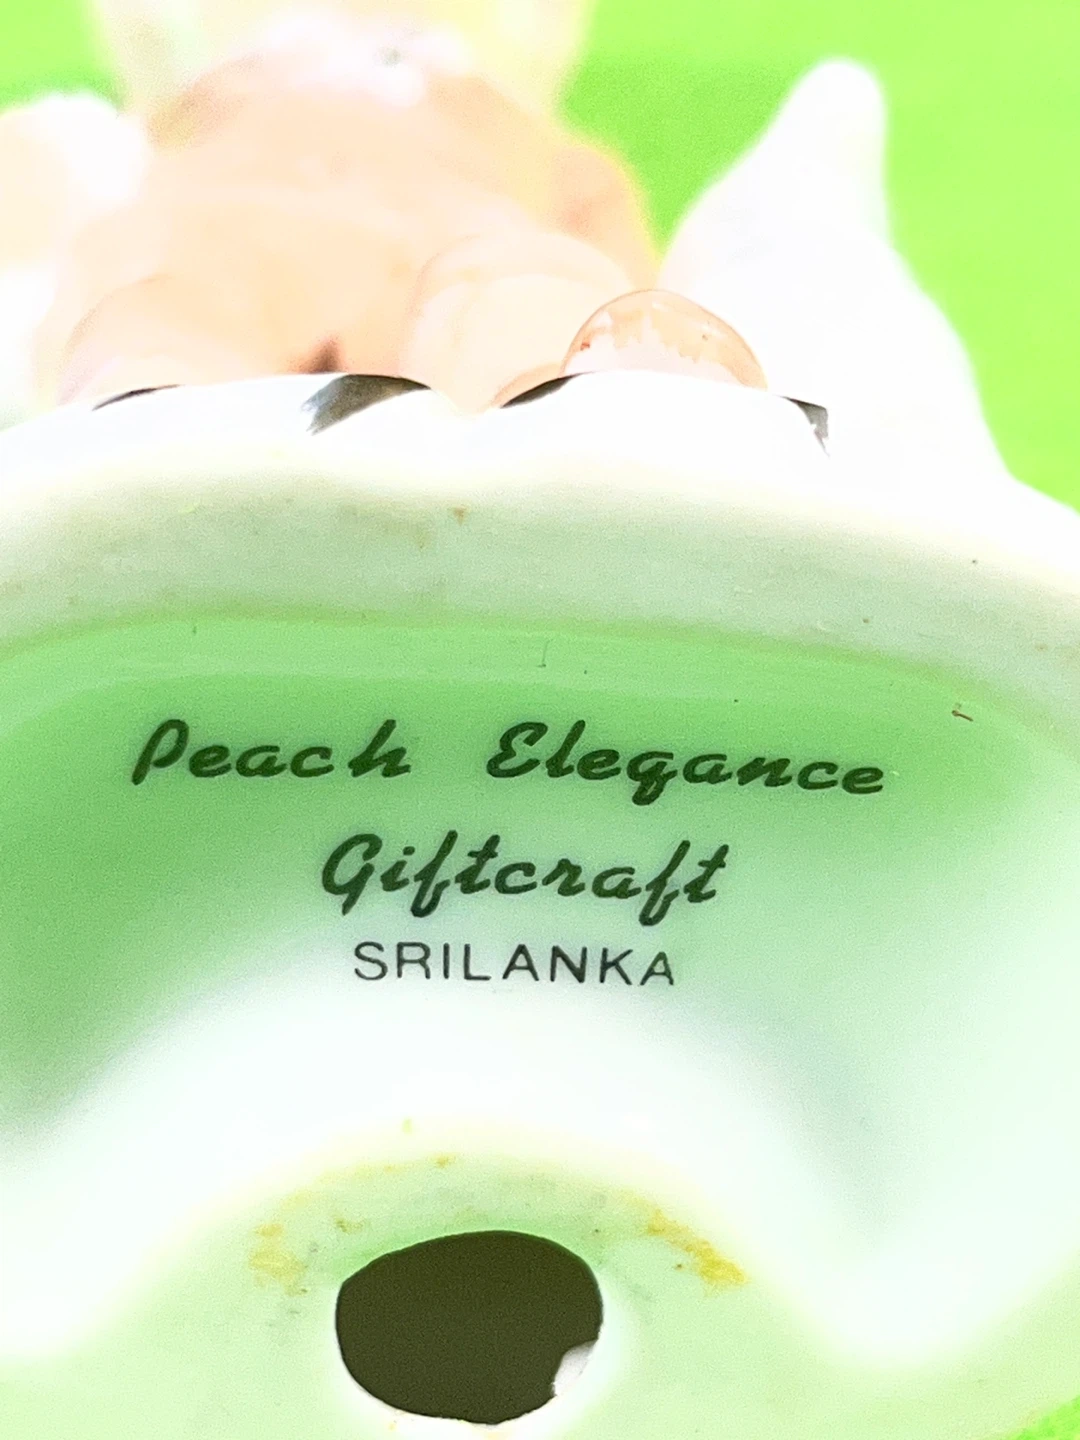 Peach Elegance
Giftcraft
SRILANKA